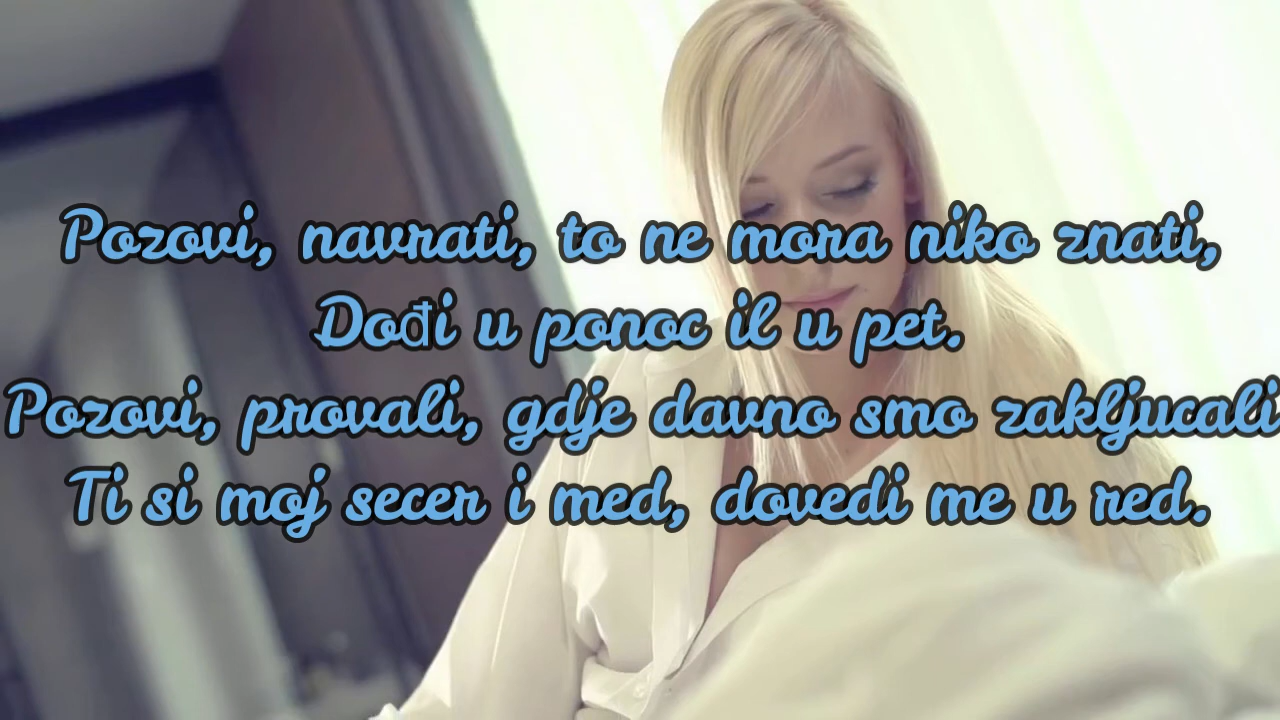 Pozovi, navrati, to ne mora niko znati,
Dođi u ponoc il u pet.
Pozovi, provali, gdje davno smo zakljucali
Ti si moj secer i med, dovedi me u red.